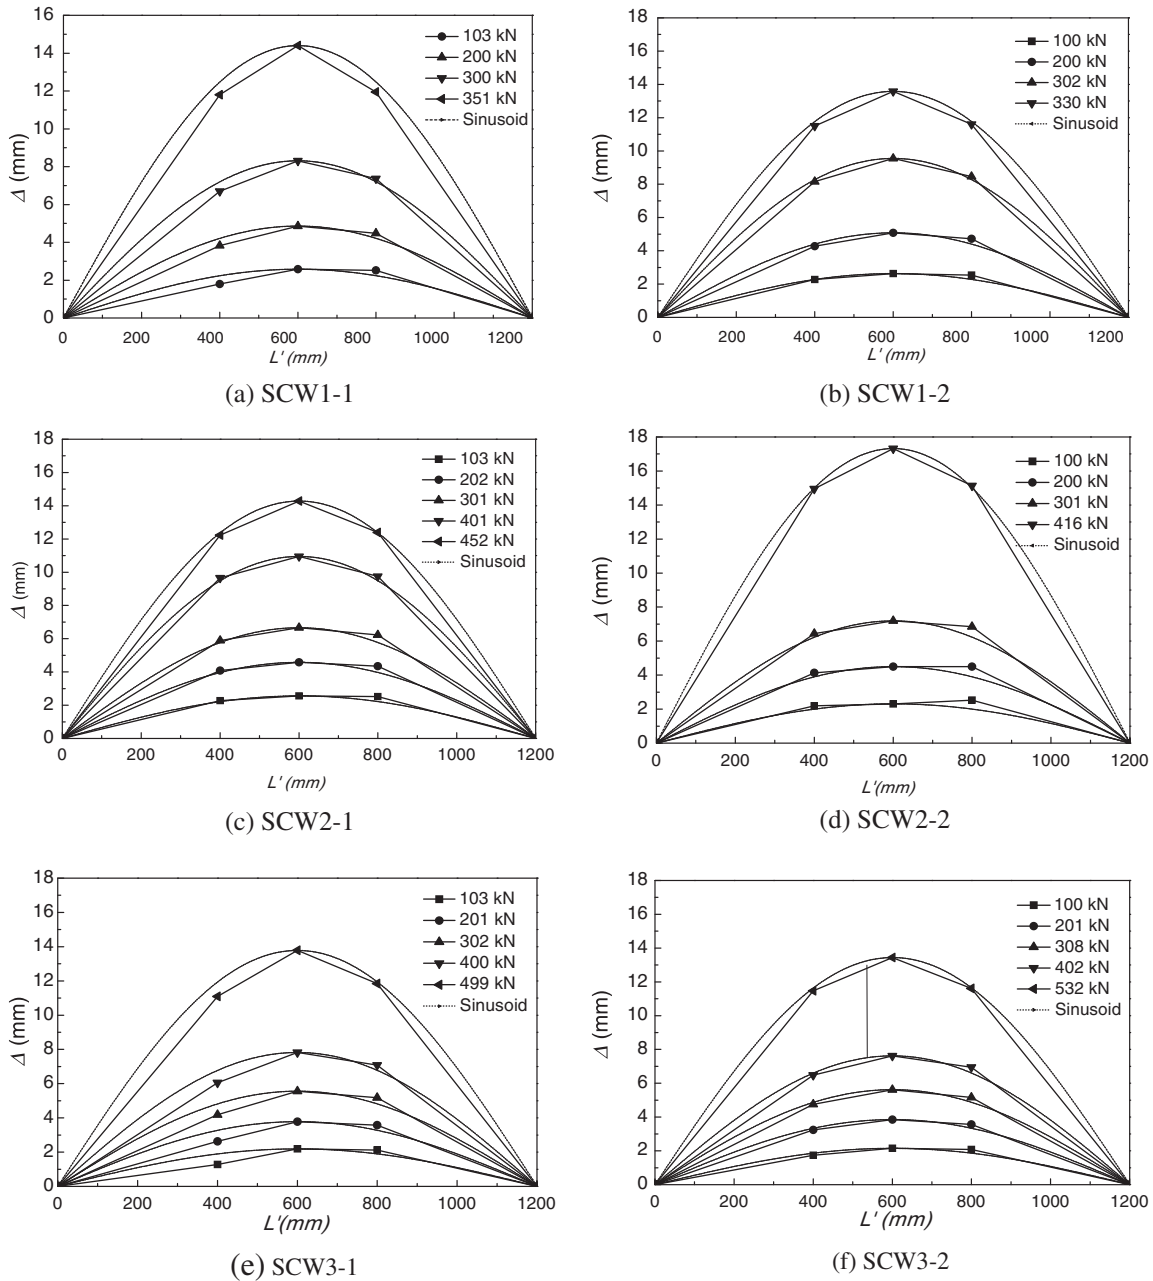 16
14
12
10
8
6
4
2
0
Δ (mm)
103 kN
200 kN
300 kN
351 kN
Sinusoid
0 400 600 800 1000 1200
L' (mm)
(a) SCW1-1
18
16
14
12
10
8
6
4
2
0
Δ (mm)
100 kN
200 kN
302 kN
330 kN
Sinusoid
0 400 600 800 1000 1200
L' (mm)
(b) SCW1-2
18
16
14
12
10
8
6
4
2
0
Δ (mm)
103 kN
202 kN
301 kN
401 kN
452 kN
Sinusoid
0 200 400 600 800 1000 1200
L' (mm)
(c) SCW2-1
18
16
14
12
10
8
6
4
2
0
Δ (mm)
100 kN
200 kN
301 kN
416 kN
Sinusoid
0 200 400 600 800 1000 1200
L'(mm)
(d) SCW2-2
18
16
14
12
10
8
6
4
2
0
Δ (mm)
103 kN
201 kN
302 kN
400 kN
499 kN
Sinusoid
0 200 400 600 800 1000 1200
L'(mm)
(e) SCW3-1
18
16
14
12
10
8
6
4
2
0
Δ (mm)
100 kN
201 kN
308 kN
402 kN
532 kN
Sinusoid
0 200 400 600 800 1000 1200
L' (mm)
(f) SCW3-2